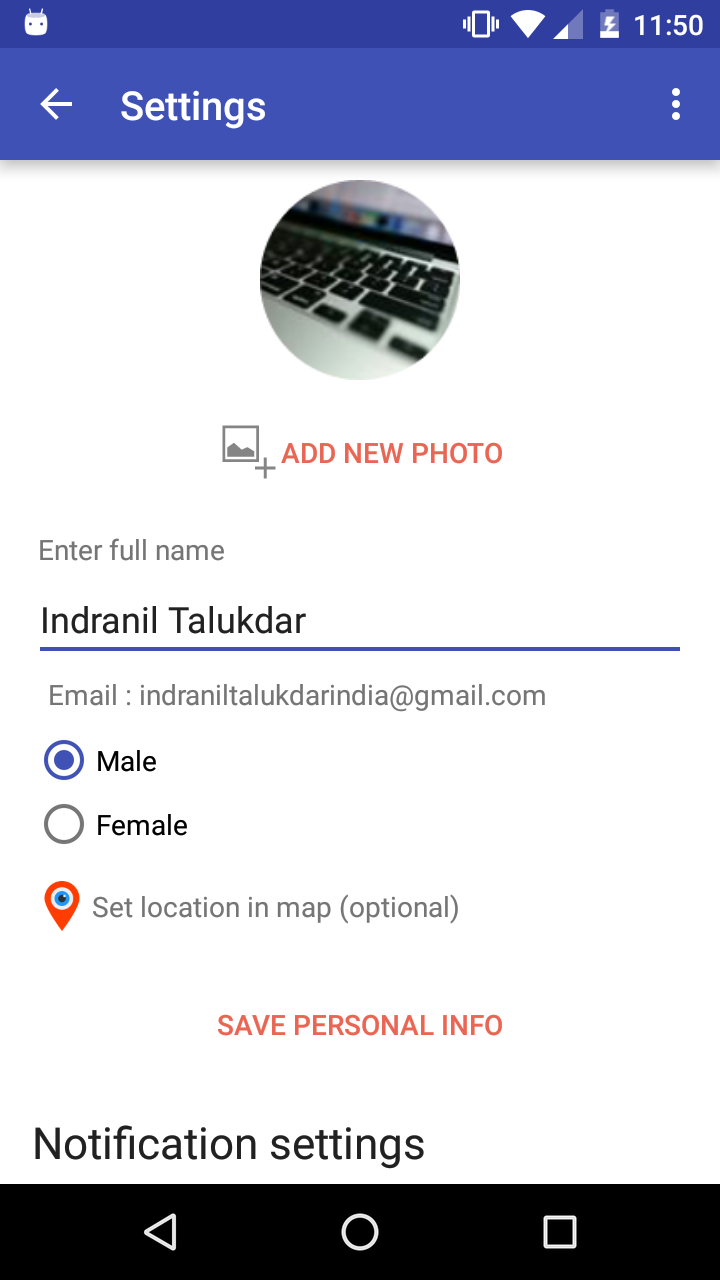 11:50
Settings
ADD NEW PHOTO
Enter full name
Indranil Talukdar
Email : indraniltalukdarindia@gmail.com
Male
Female
Set location in map (optional)
SAVE PERSONAL INFO
Notification settings